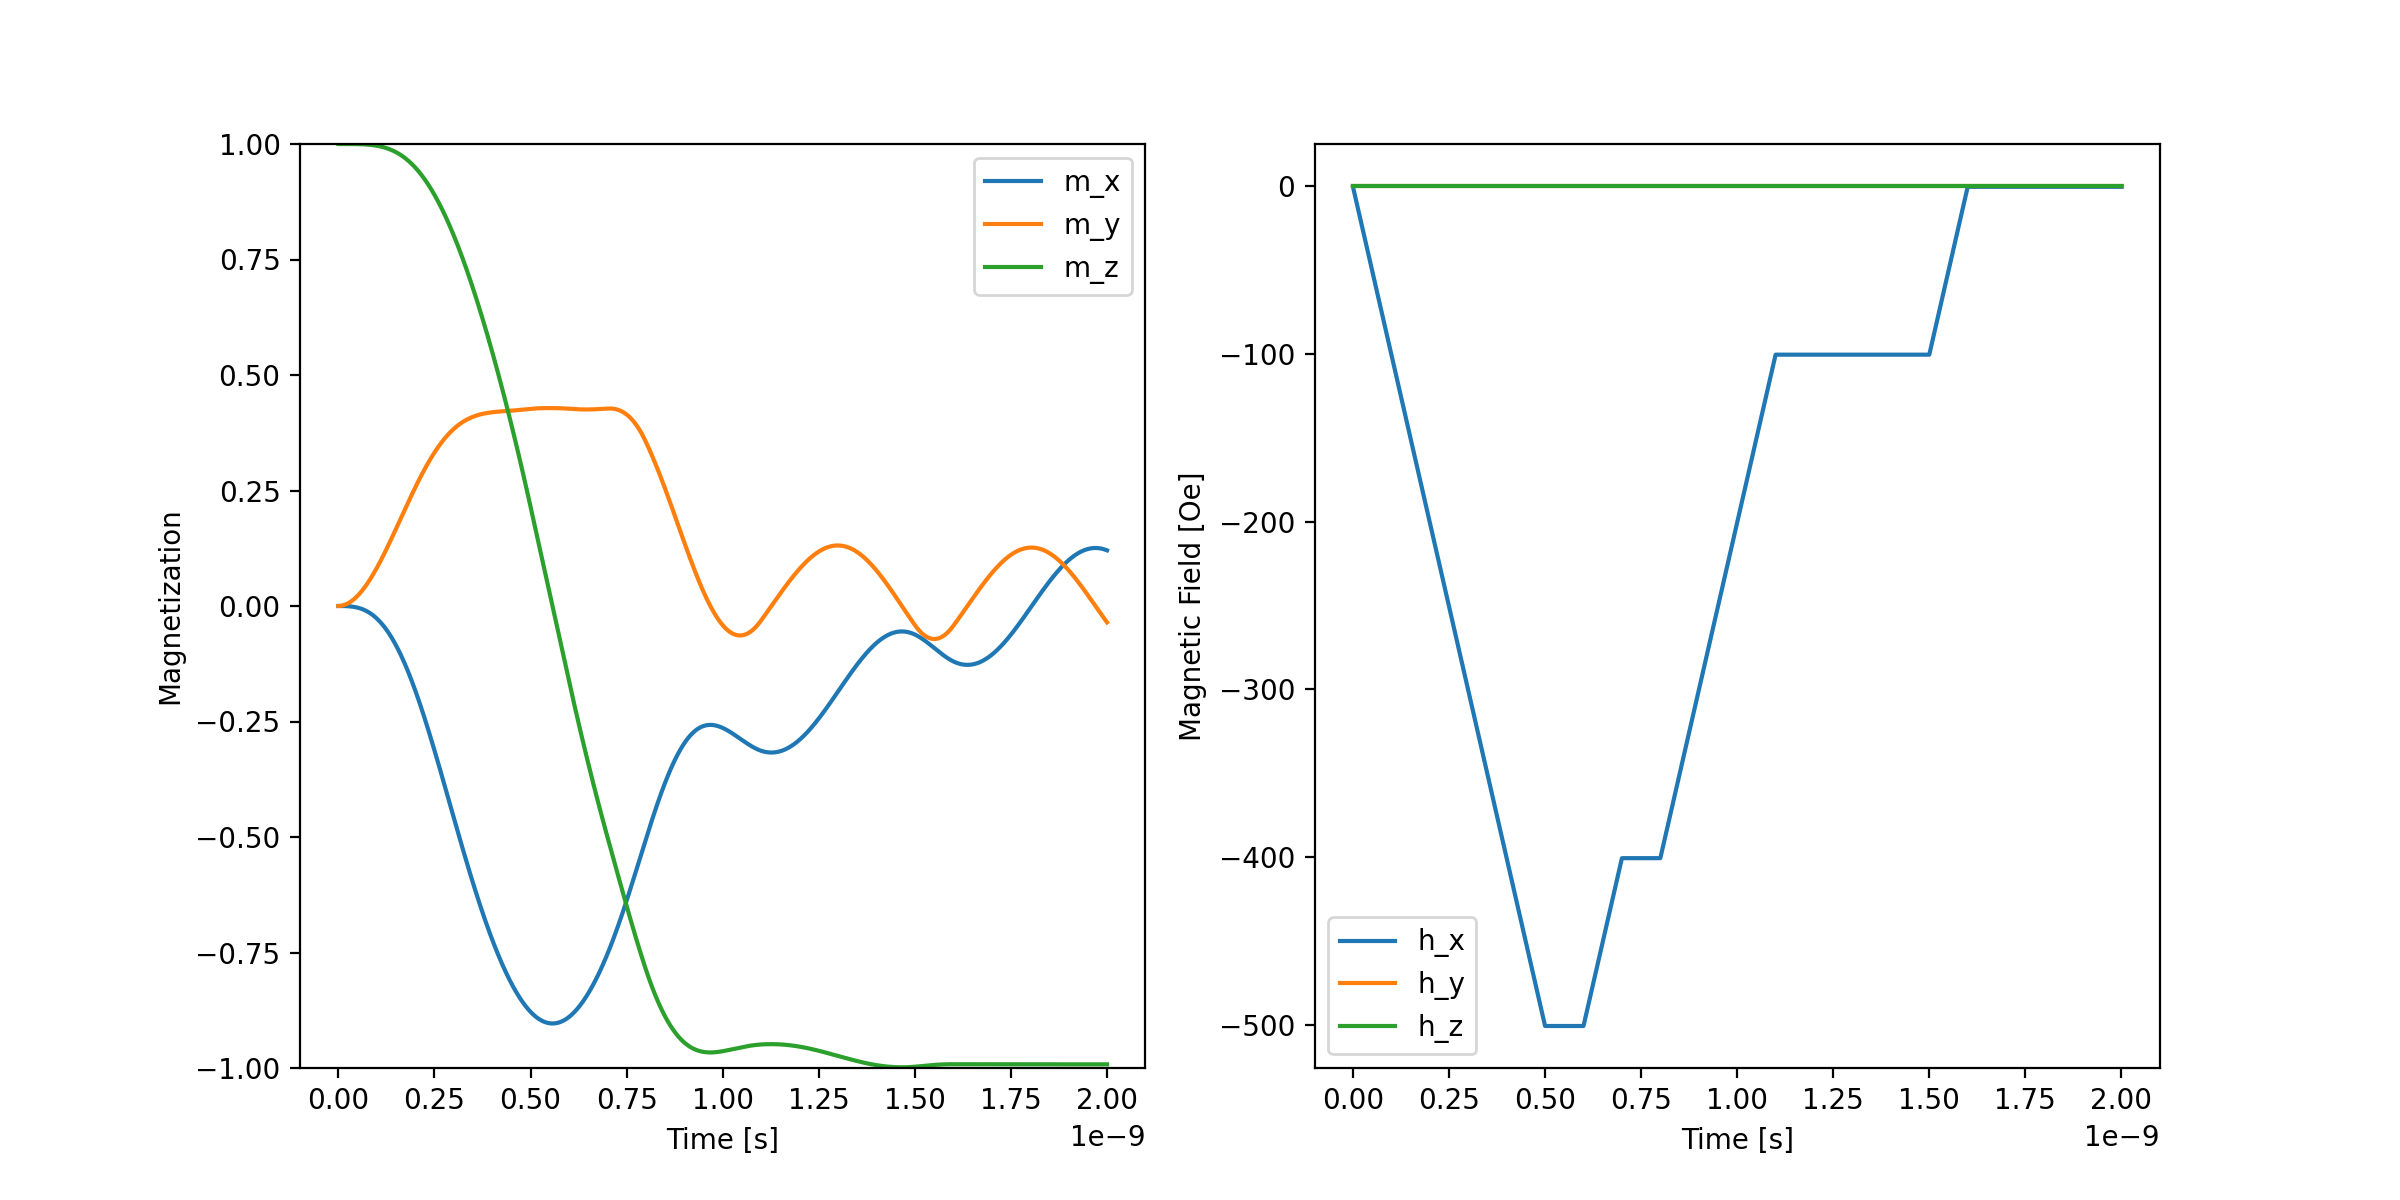 1.00
0.75
0.50
0.25
0.00
−0.25
−0.50
−0.75
−1.00
Magnetization
m_x
m_y
m_z
0.00 0.25 0.50 0.75 1.00 1.25 1.50 1.75 2.00
Time [s]
1e−9
0
−100
−200
−300
−400
−500
Magnetic Field [Oe]
h_x
h_y
h_z
0.00 0.25 0.50 0.75 1.00 1.25 1.50 1.75 2.00
Time [s]
1e−9